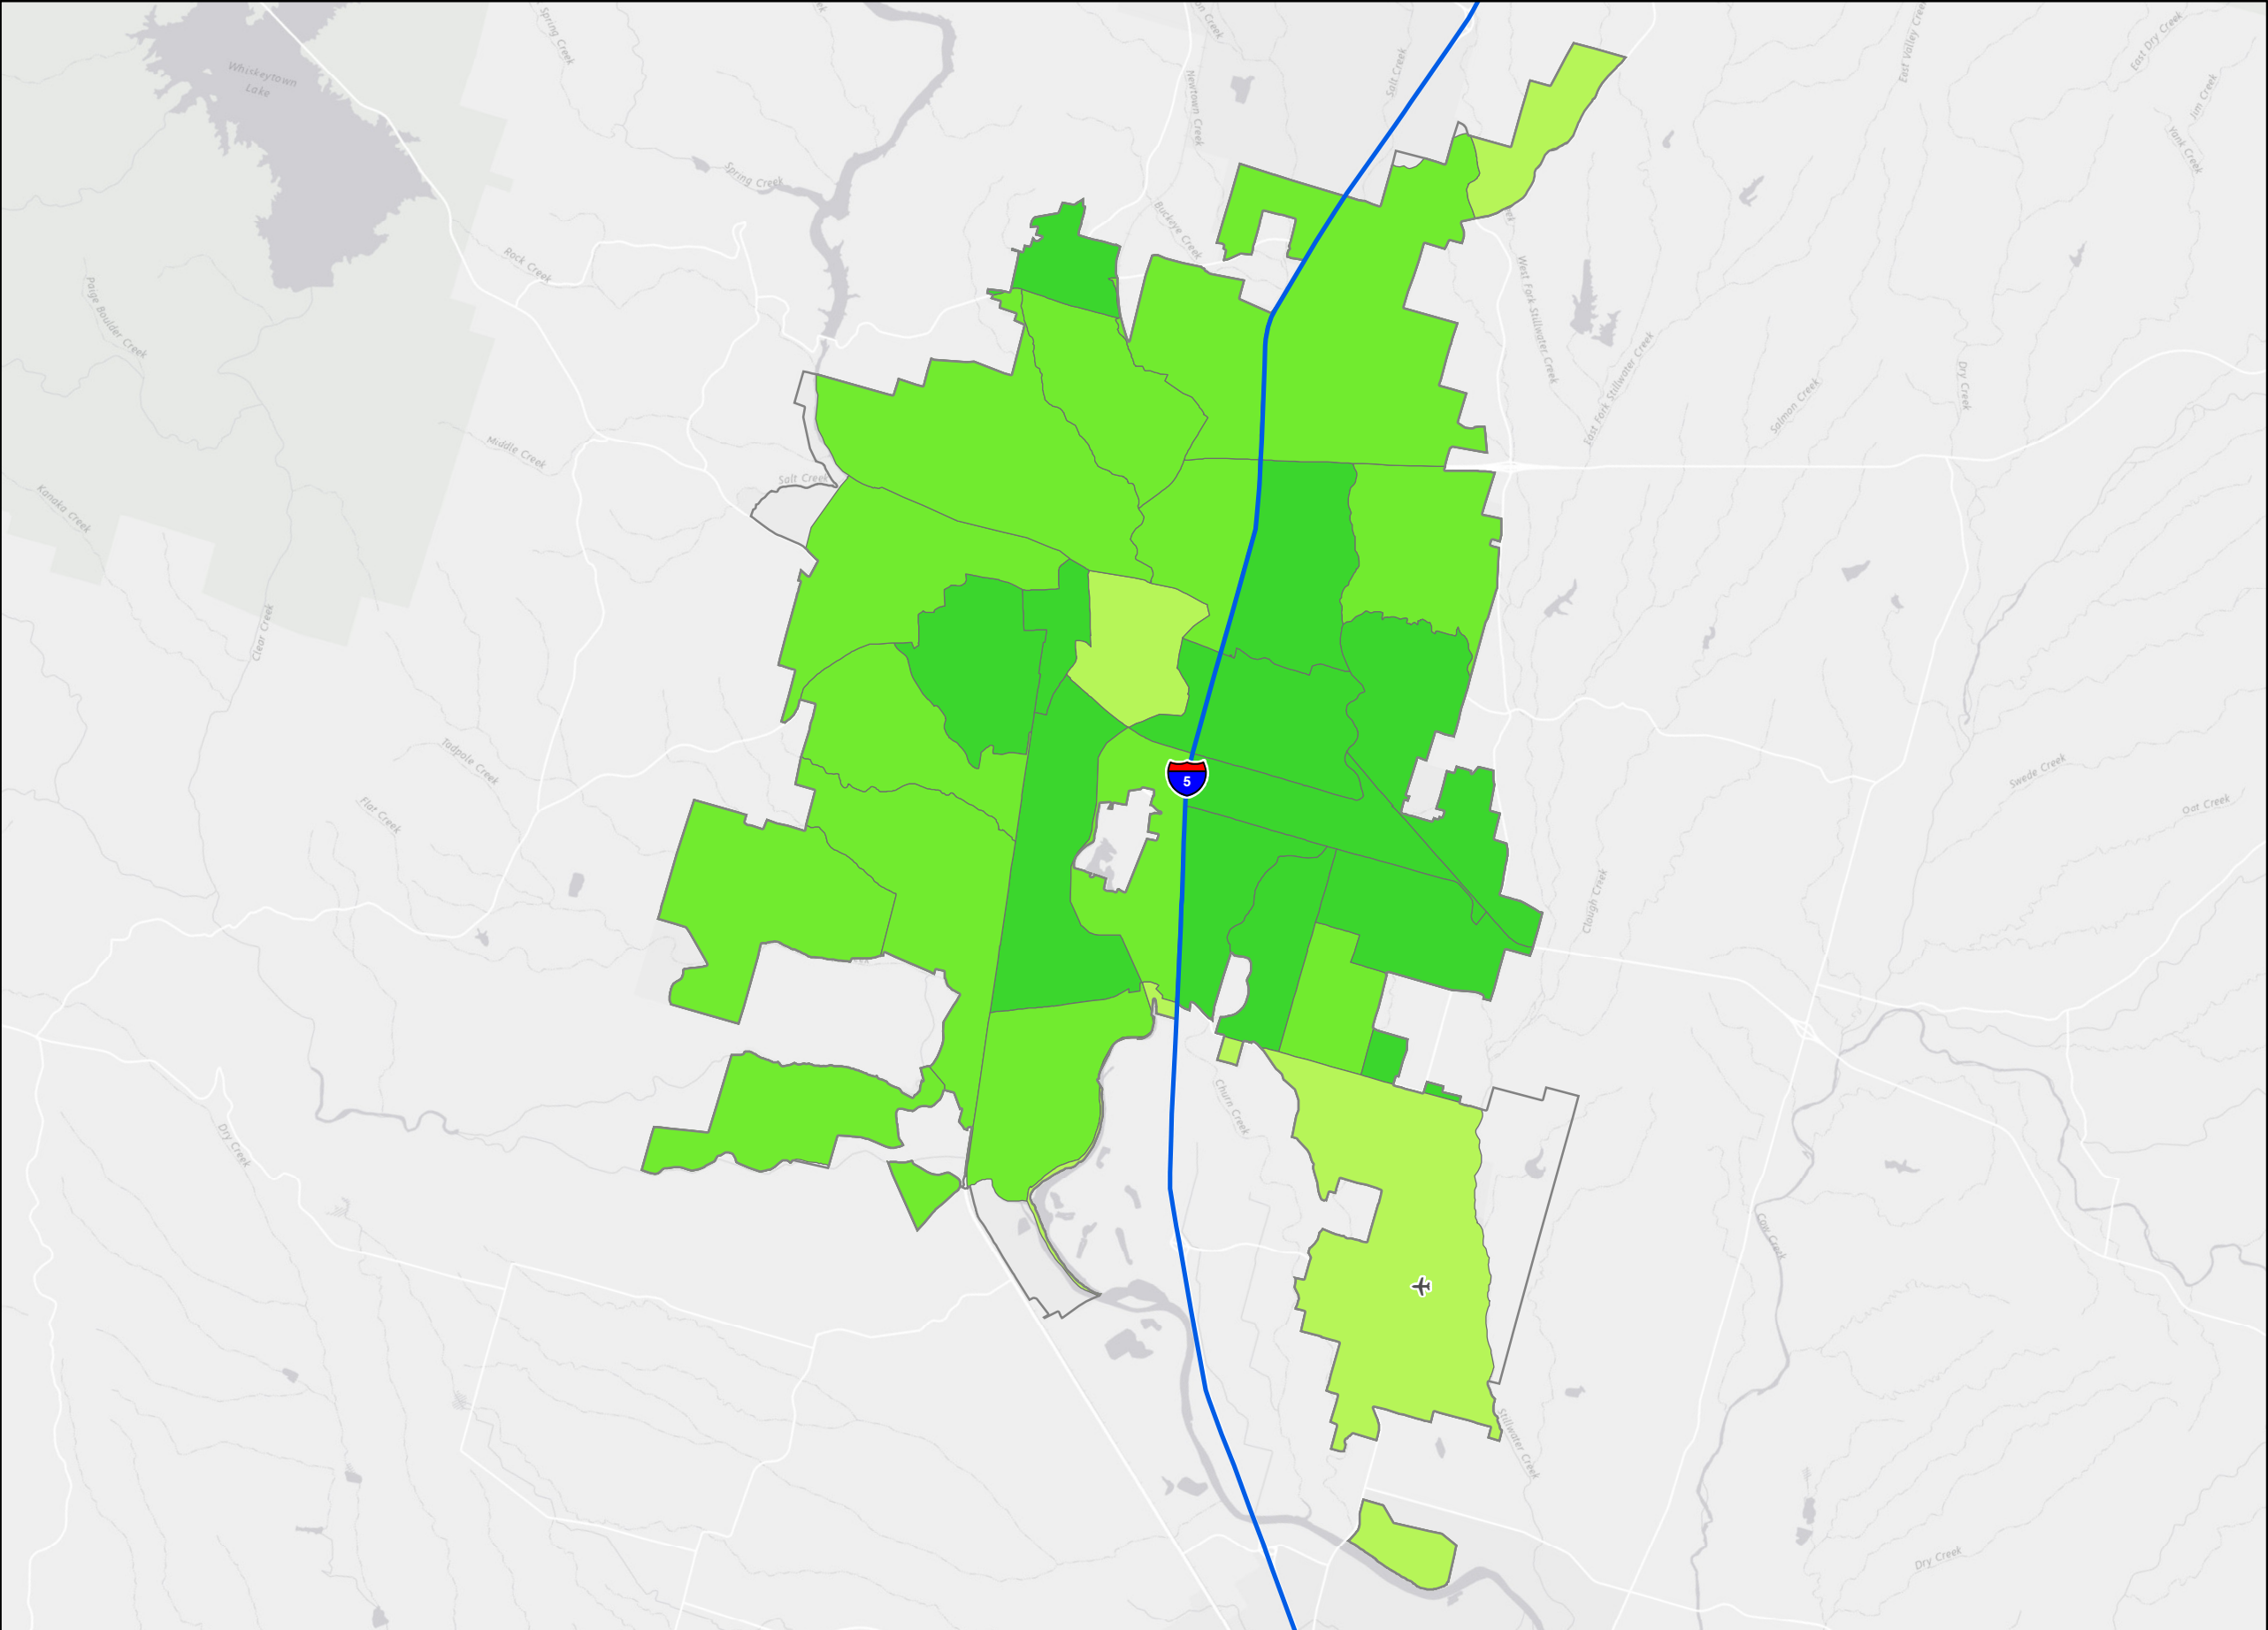 Spring Creek
Newtown Creek
Salt Creek
East Valley Creek
East Dry Creek
Jim Creek
Yank Creek
Whiskeytown
Lake
Spring Creek
Buckeye Creek
Rock Creek
Paige Boulder Creek
West Fork Stillwater Creek
East Fork Stillwater Creek
Salmon Creek
Dry Creek
Middle Creek
Salt Creek
Kanaka Creek
Clear Creek
Tadpole Creek
Flat Creek
5
Swede Creek
Oat Creek
Clough Creek
Churn Creek
Dry Creek
Cow Creek
Stillwater Creek
Dry Creek